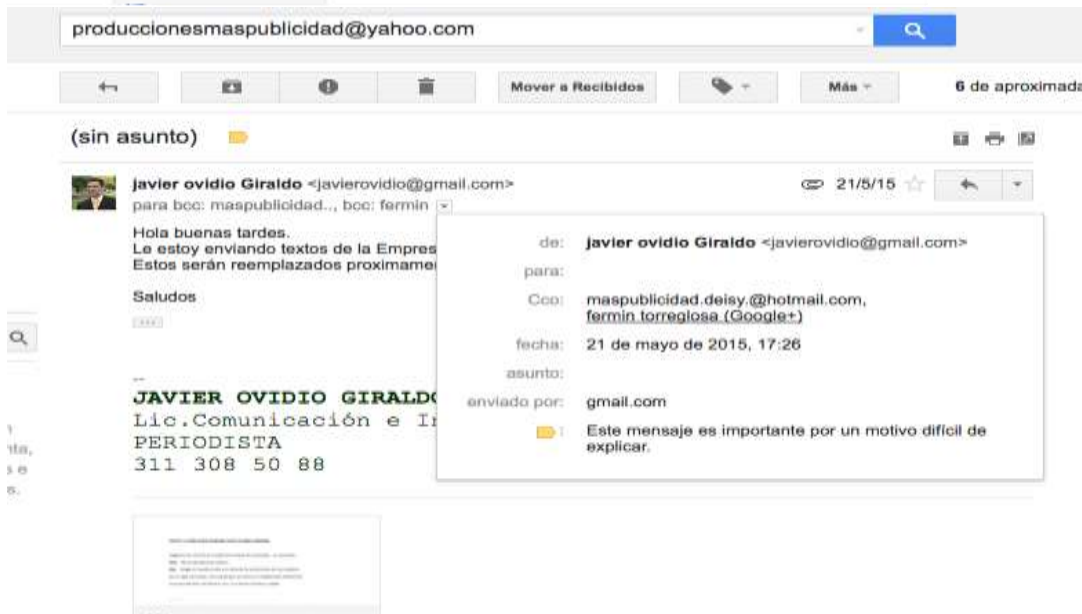 produccionesmaspublicidad@yahoo.com
Mover a Recibidos
Más
6 de aproximada
(sin asunto)
javier ovidio Giraldo <javierovidio@gmail.com>
21/5/15
para bcc: maspublicidad.., bcc: fermin
Hola buenas tardes.
Le estoy enviando textos de la Empres
Estos serán reemplazados proximame
Saludos
--
JAVIER OVIDIO GIRALDO
Lic.Comunicación e I
PERIODISTA
311 308 50 88
de: javier ovidio Giraldo <javierovidio@gmail.com>
para:
Cco: maspublicidad.deisy.@hotmail.com,
fermin torreglosa (Google+)
fecha: 21 de mayo de 2015, 17:26
asunto:
enviado por: gmail.com
: Este mensaje es importante por un motivo difícil de
explicar.